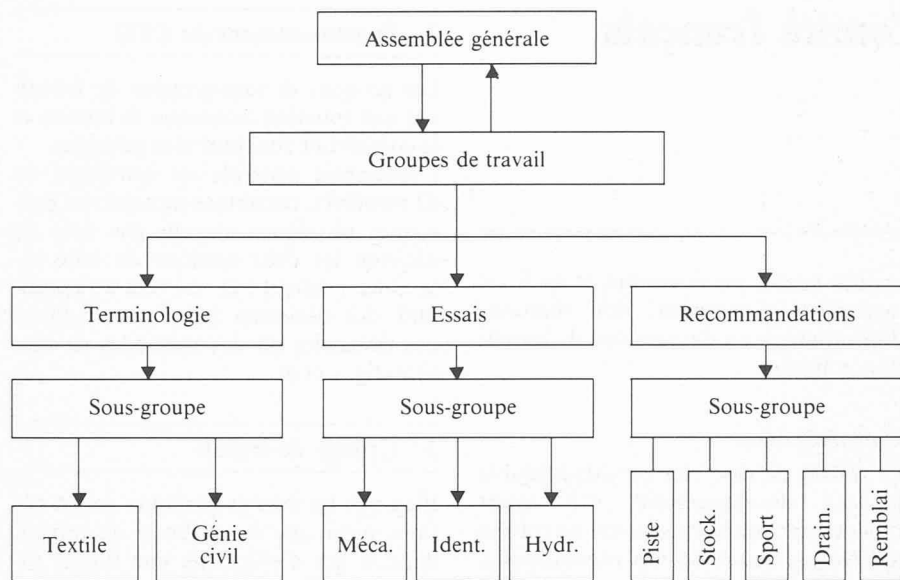 Assemblée générale
Groupes de travail
Terminologie
Essais
Recommandations
Sous-groupe
Sous-groupe
Sous-groupe
Textile
Génie
civil
Méca.
Ident.
Hydr.
Piste
Stock.
Sport
Drain.
Remblai